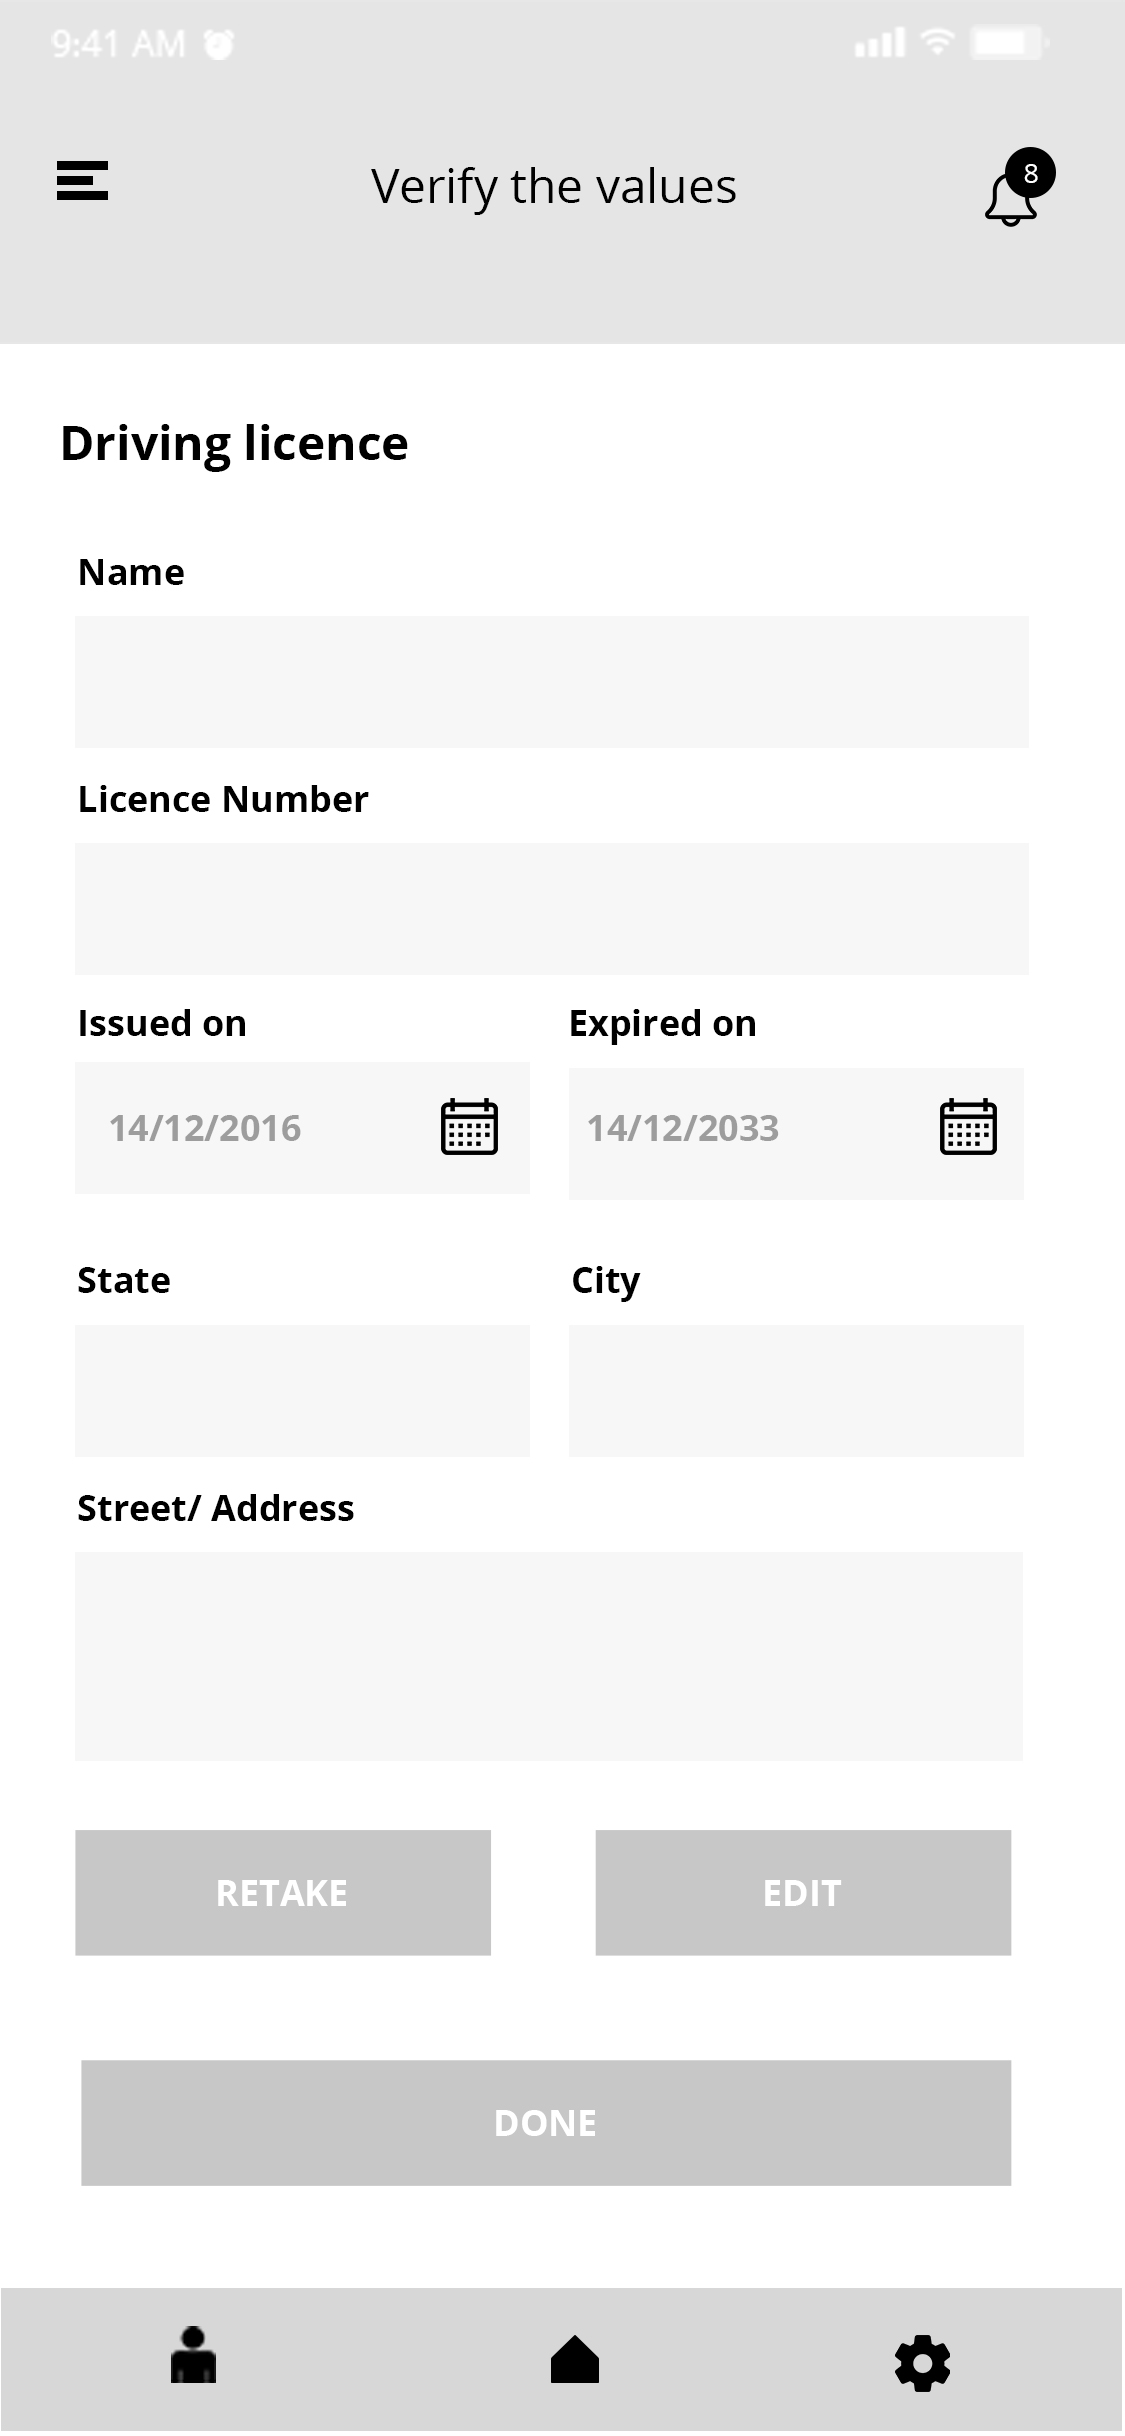 9:41 AM
Verify the values
8
Driving licence
Name
Licence Number
Issued on Expired on
14/12/2016 14/12/2033
State City
Street/ Address
RETAKE EDIT
DONE